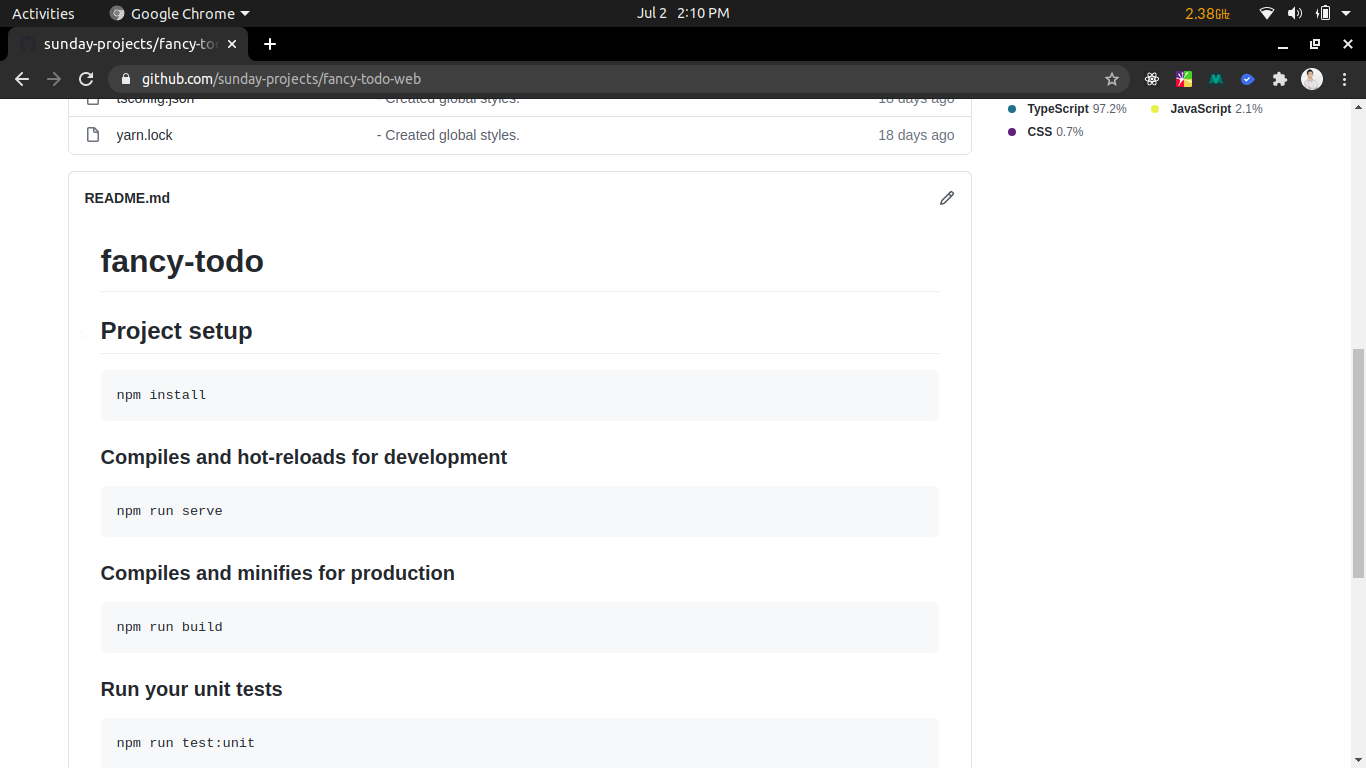 Activities Google Chrome Jul 2 2:10 PM 2.38GHz
sunday-projects/fancy-to
github.com/sunday-projects/fancy-todo-web
tsconfig.json - Created global styles. 18 days ago
yarn.lock - Created global styles. 18 days ago
TypeScript 97.2% JavaScript 2.1%
CSS 0.7%
README.md
fancy-todo
Project setup
npm install
Compiles and hot-reloads for development
npm run serve
Compiles and minifies for production
npm run build
Run your unit tests
npm run test:unit